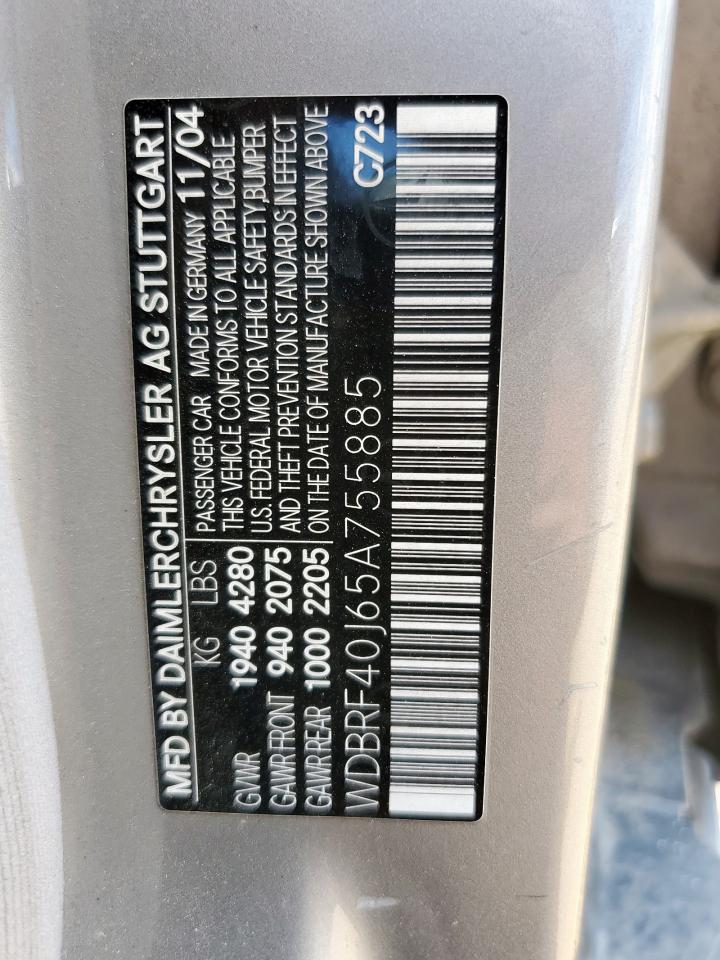 MFD BY DAIMLERCHRYSLER AG STUTTGART
PASSENGER CAR MADE IN GERMANY 11/04
KG LBS
THIS VEHICLE CONFORMS TO ALL APPLICABLE
GVWR 1940 4280
U.S. FEDERAL MOTOR VEHICLE SAFETY,BUMPER
GAWR FRONT 940 2075
AND THEFT PREVENTION STANDARDS IN EFFECT
GAWR REAR 1000 2205
ON THE DATE OF MANUFACTURE SHOWN ABOVE
WDBRF40J65A755885 C723